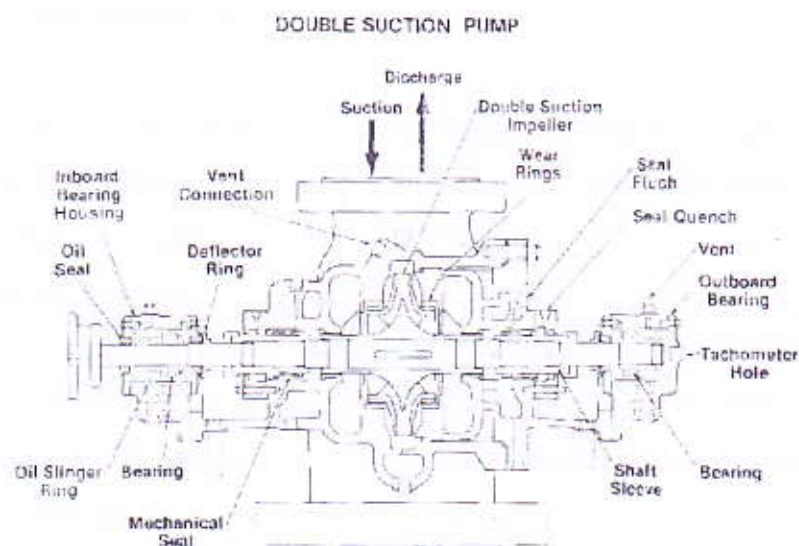 DOUBLE SUCTION PUMP
Discharge
Suction
Double Suction
Impeller
Wear
Rings
Seal
Fluch
Seal Quench
Vent
Outboard
Bearing
Tachometer
Hole
Inboard
Bearing
Housing
Vent
Connection
Oil
Seal
Deflector
Ring
Oil Slinger
Ring
Bearing
Mechanical
Seal
Shaft
Sleeve
Bearing